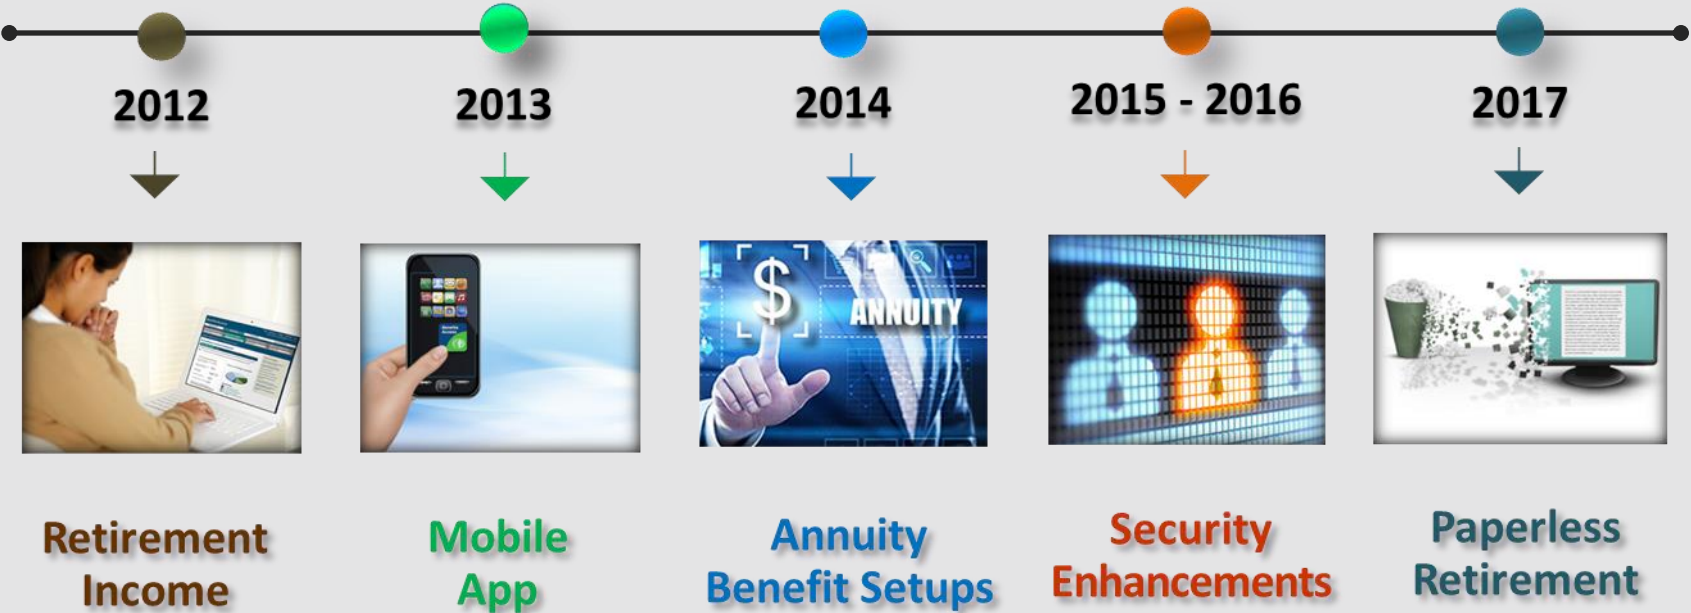 2012
2013
2014
2015 - 2016
2017
$
ANNUITY
Retirement
Income
Mobile
App
Annuity
Benefit Setups
Security
Enhancements
Paperless
Retirement